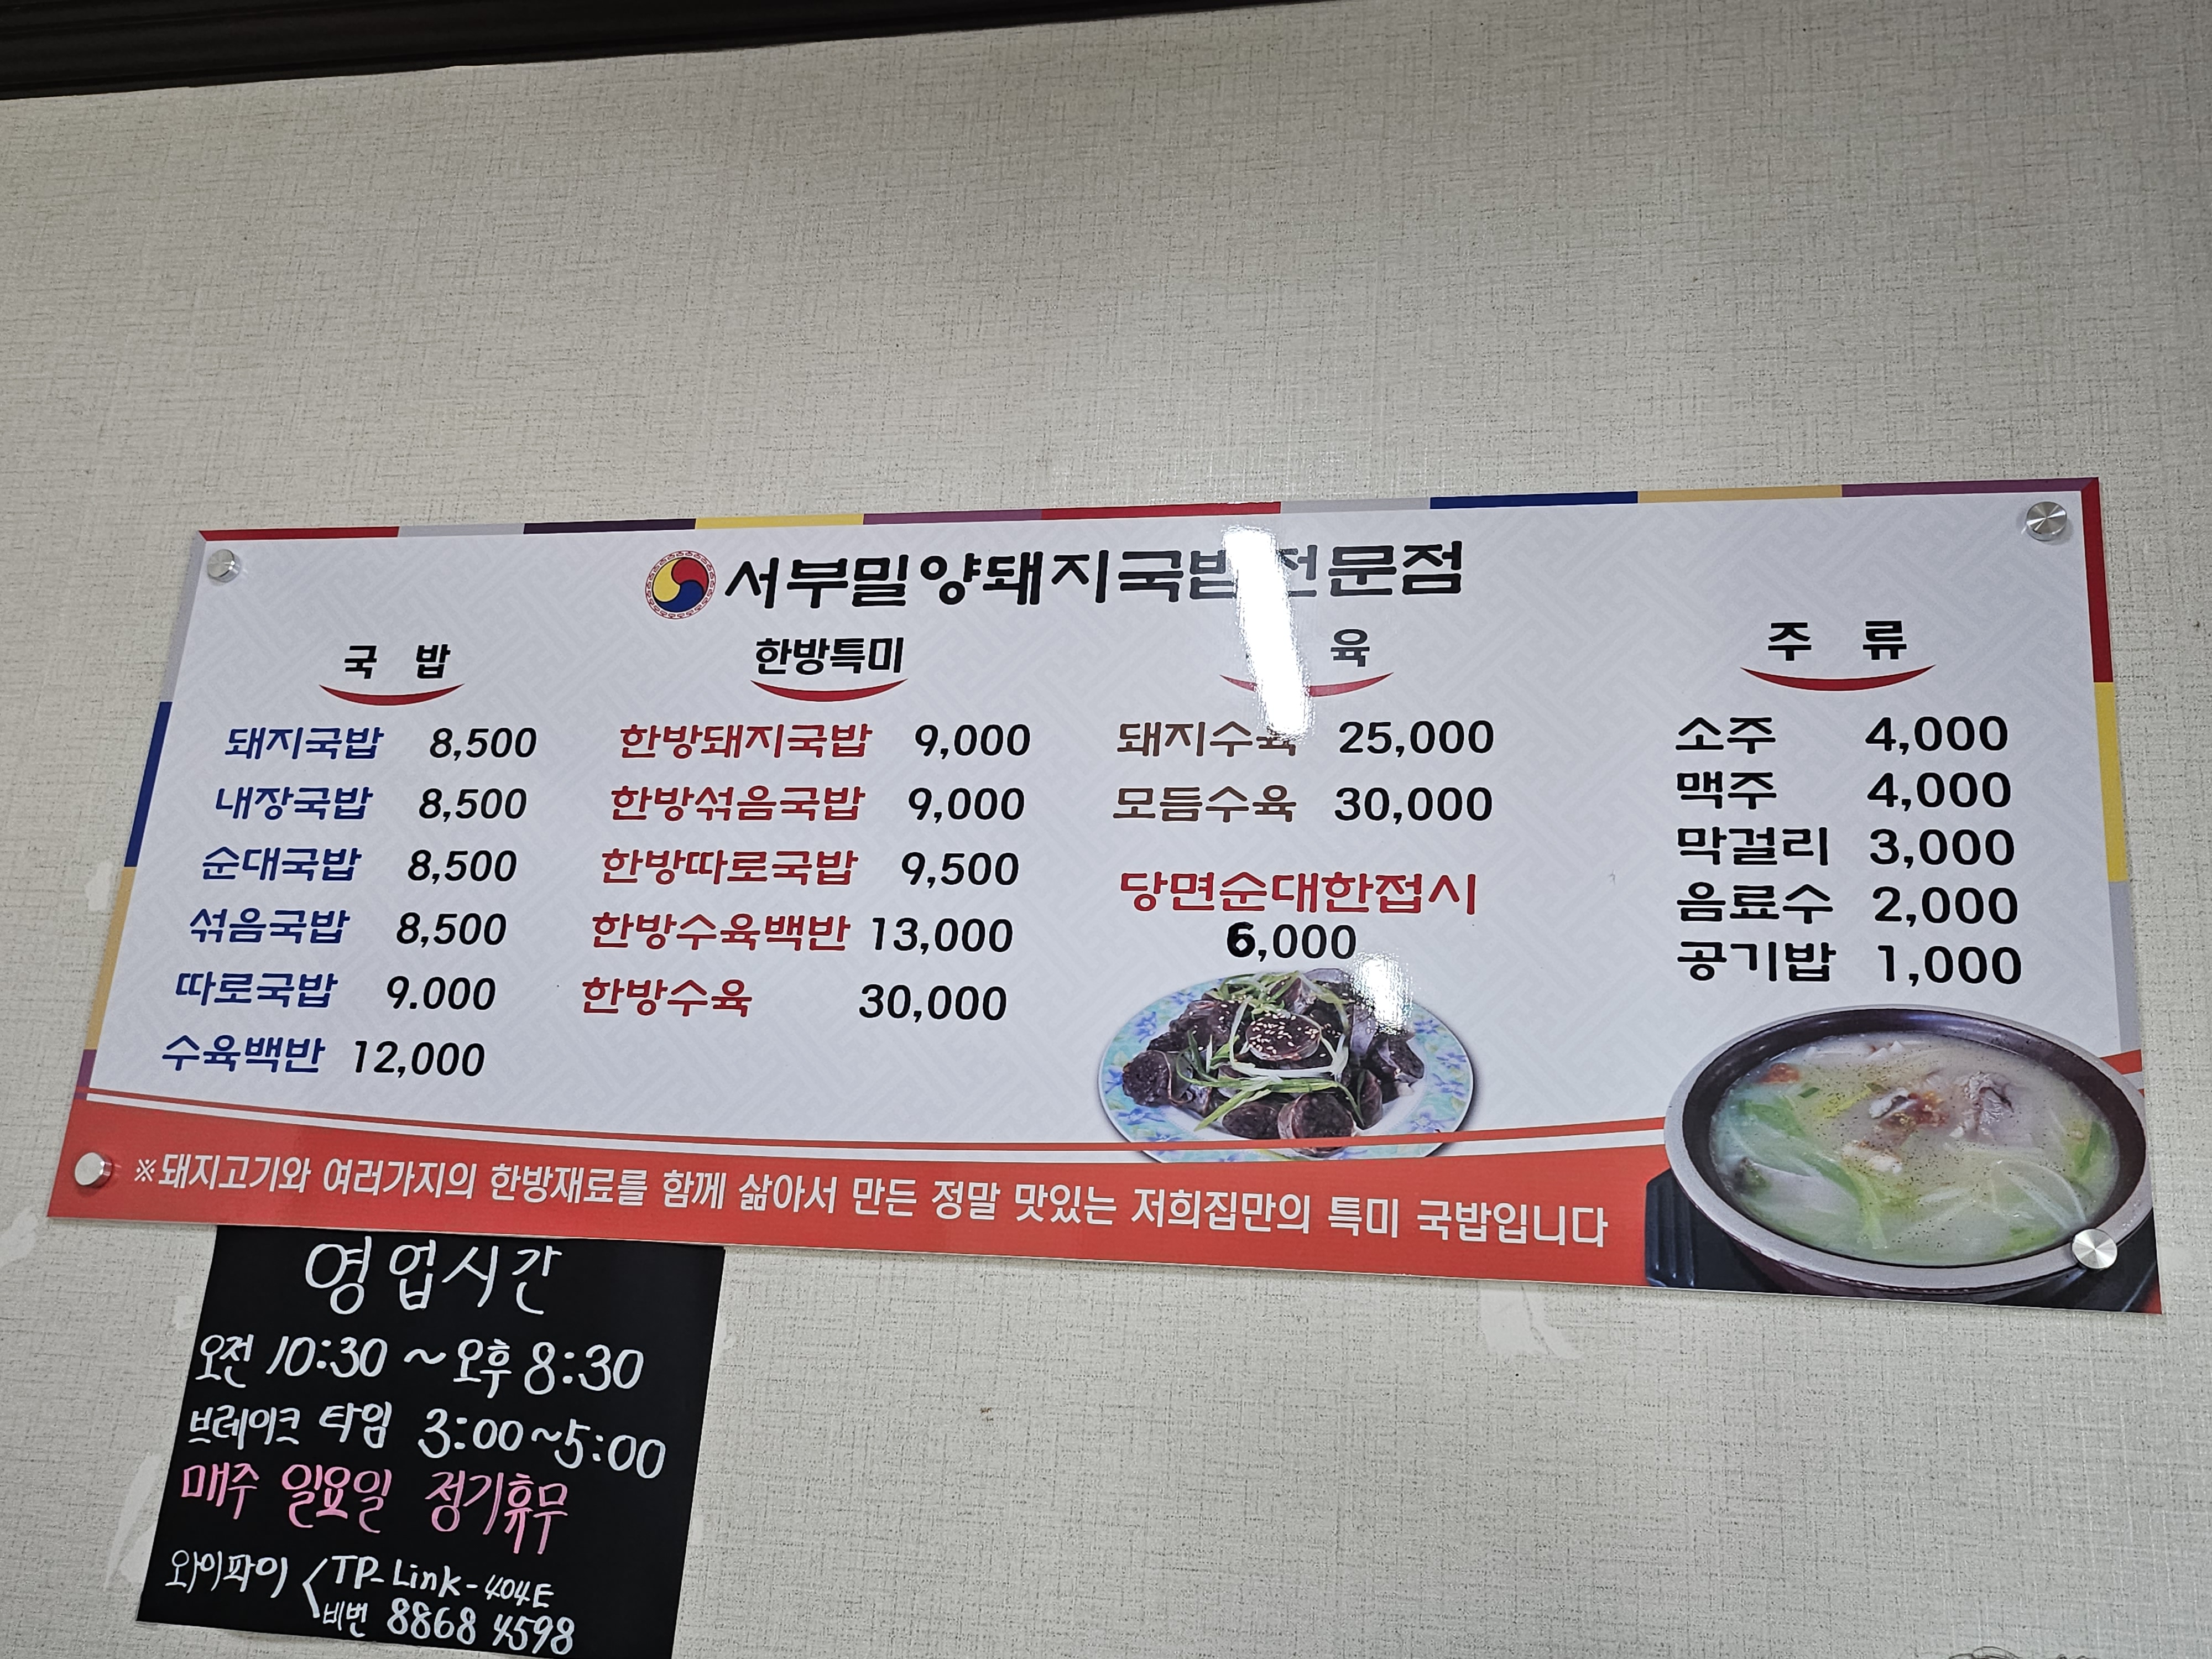 서부밀양돼지국밥전문점
국 밥
돼지국밥 8,500
내장국밥 8,500
순대국밥 8,500
섞음국밥 8,500
따로국밥 9.000
수육백반 12,000
한방특미
한방돼지국밥 9,000
한방섞음국밥 9,000
한방따로국밥 9,500
한방수육백반 13,000
한방수육 30,000
육
돼지수육 25,000
모듬수육 30,000
당면순대한접시
6,000
주 류
소주 4,000
맥주 4,000
막걸리 3,000
음료수 2,000
공기밥 1,000
※돼지고기와 여러가지의 한방재료를 함께 삶아서 만든 정말 맛있는 저희집만의 특미 국밥입니다
영업시간
오전 10:30 ~ 오후 8:30
브레이크 타임 3:00~5:00
매주 일요일 정기휴무
와이파이 TP-Link-404E
비번 8868 4598